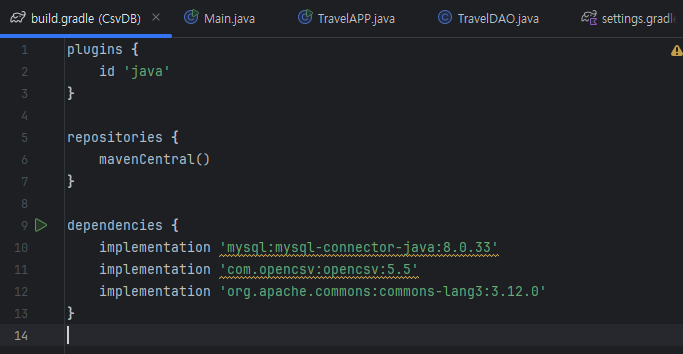 build.gradle (CsvDB) Main.java TravelAPP.java TravelDAO.java settings.gradl
1 plugins {
2 id 'java'
3 }
4
5 repositories {
6 mavenCentral()
7 }
8
9 dependencies {
10 implementation 'mysql:mysql-connector-java:8.0.33'
11 implementation 'com.opencsv:opencsv:5.5'
12 implementation 'org.apache.commons:commons-lang3:3.12.0'
13 }
14